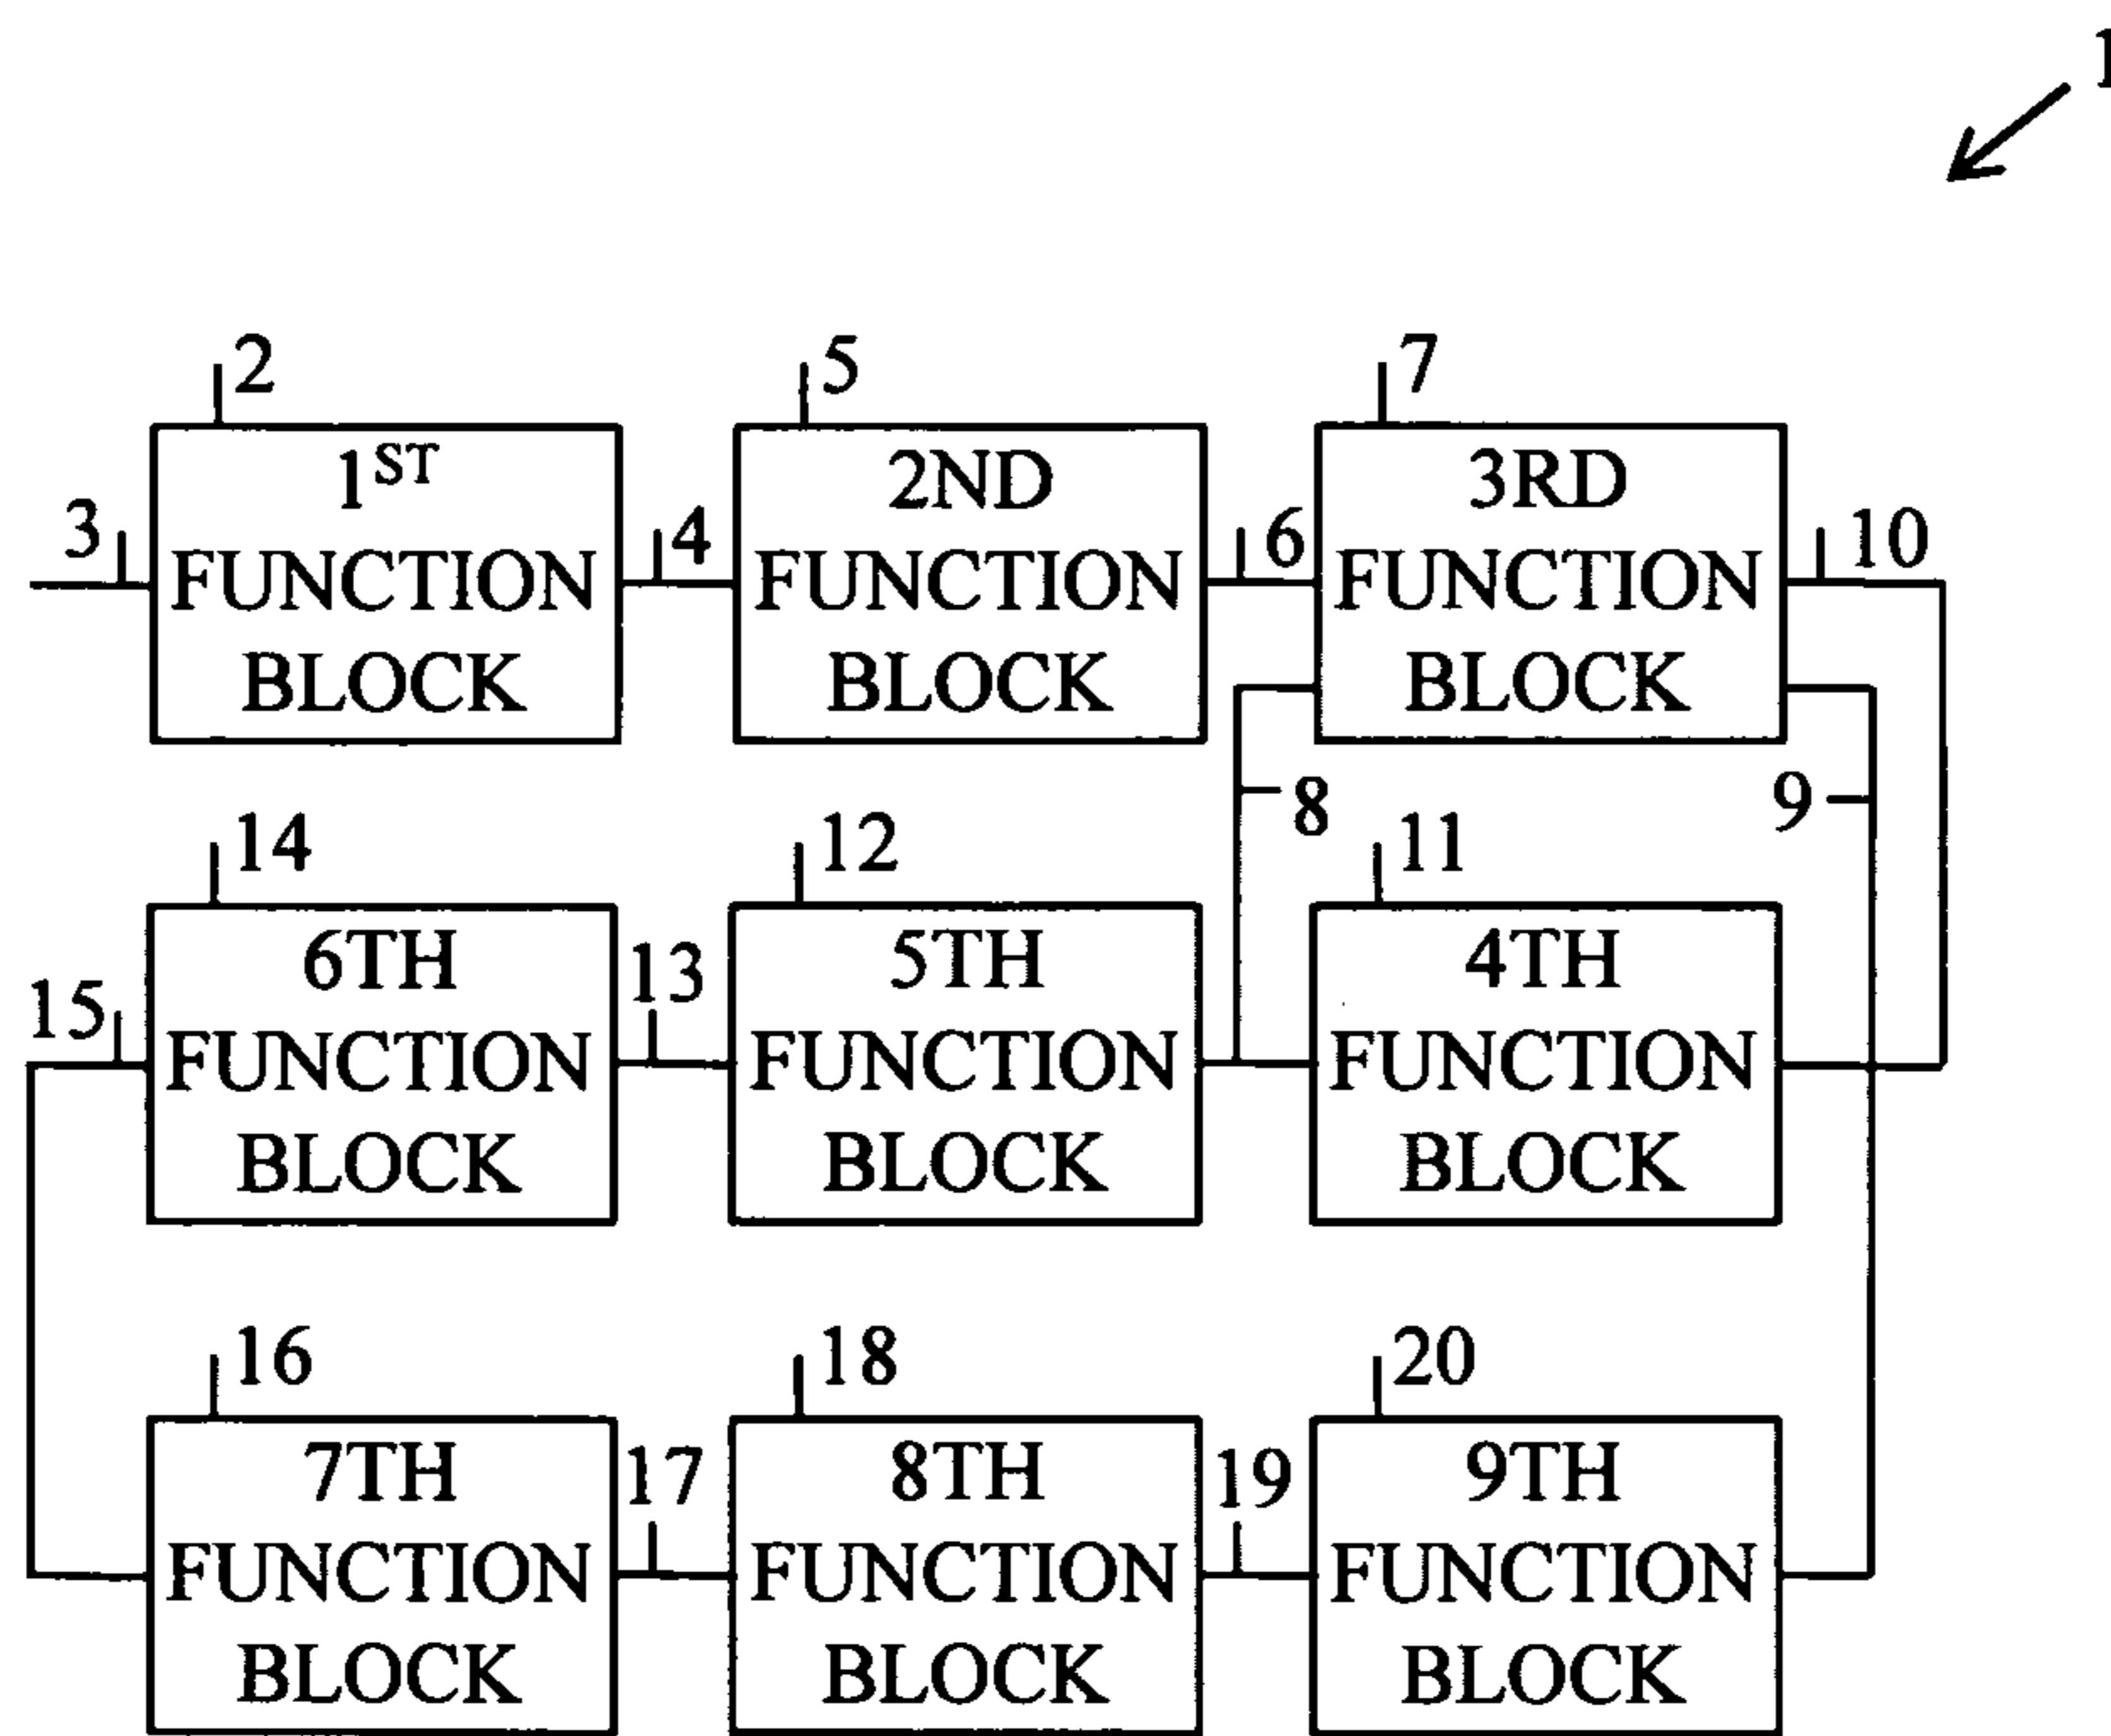 1
2
5
7
1ST
FUNCTION
BLOCK
2ND
FUNCTION
BLOCK
3RD
FUNCTION
BLOCK
3
4
6
10
8
9
14
12
11
6TH
FUNCTION
BLOCK
5TH
FUNCTION
BLOCK
4TH
FUNCTION
BLOCK
15
13
16
18
20
7TH
FUNCTION
BLOCK
8TH
FUNCTION
BLOCK
9TH
FUNCTION
BLOCK
17
19